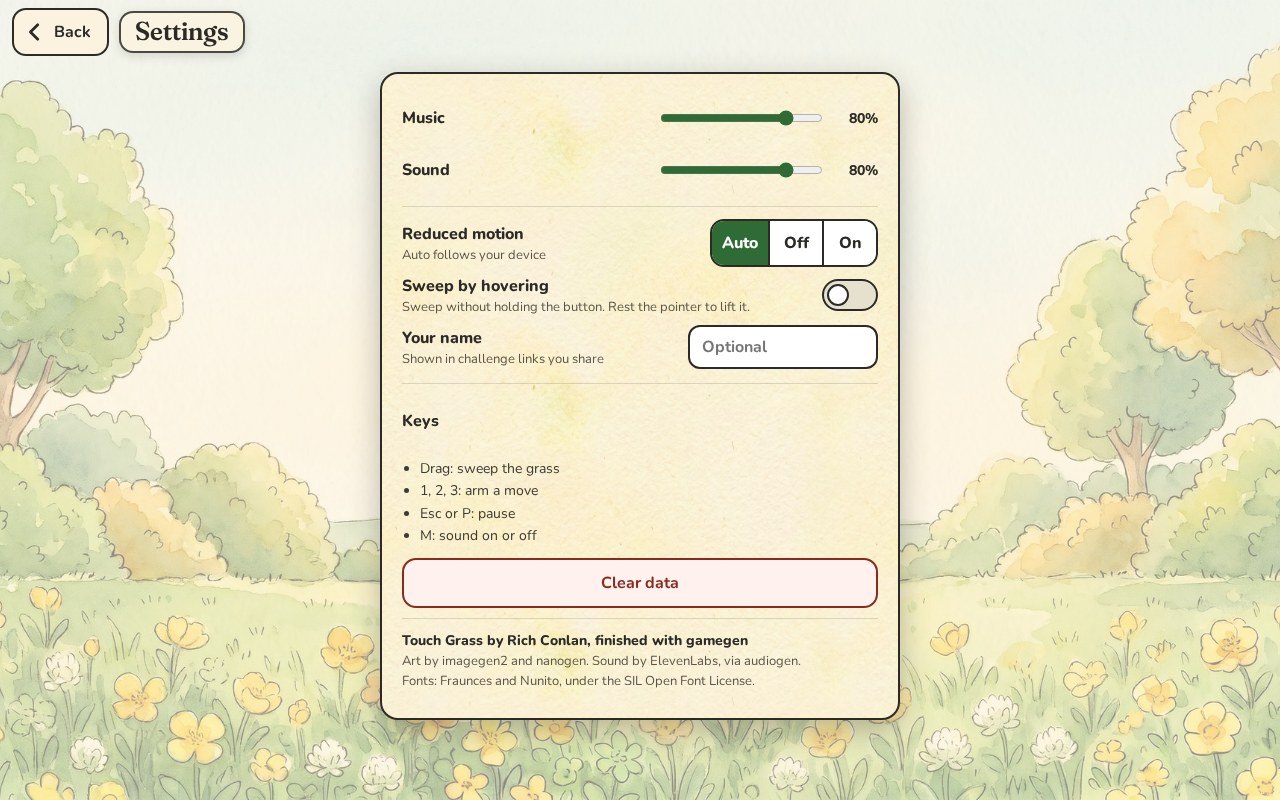 Back
Settings
Music 80%
Sound 80%
Reduced motion
Auto follows your device
Auto Off On
Sweep by hovering
Sweep without holding the button. Rest the pointer to lift it.
Your name
Shown in challenge links you share
Optional
Keys
• Drag: sweep the grass
• 1, 2, 3: arm a move
• Esc or P: pause
• M: sound on or off
Clear data
Touch Grass by Rich Conlan, finished with gamegen
Art by imagegen2 and nanogen. Sound by ElevenLabs, via audiogen.
Fonts: Fraunces and Nunito, under the SIL Open Font License.